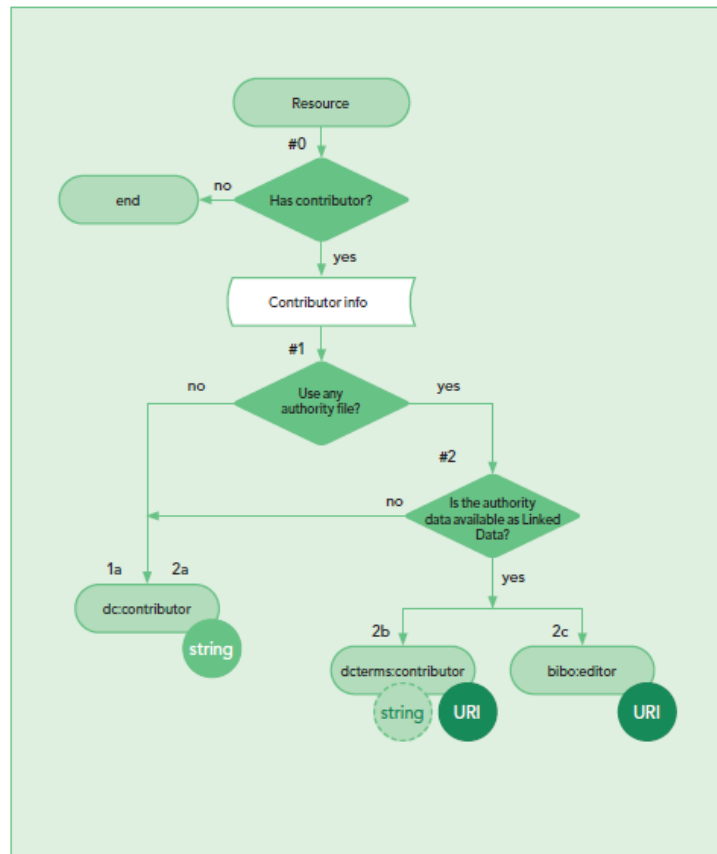 Resource
#0
no
end
Has contributor?
yes
Contributor info
#1
no
yes
Use any
authority file?
#2
no
Is the authority
data available as Linked
Data?
1a
2a
yes
dc:contributor
string
2b
2c
dcterms:contributor
bibo:editor
string
URI
URI